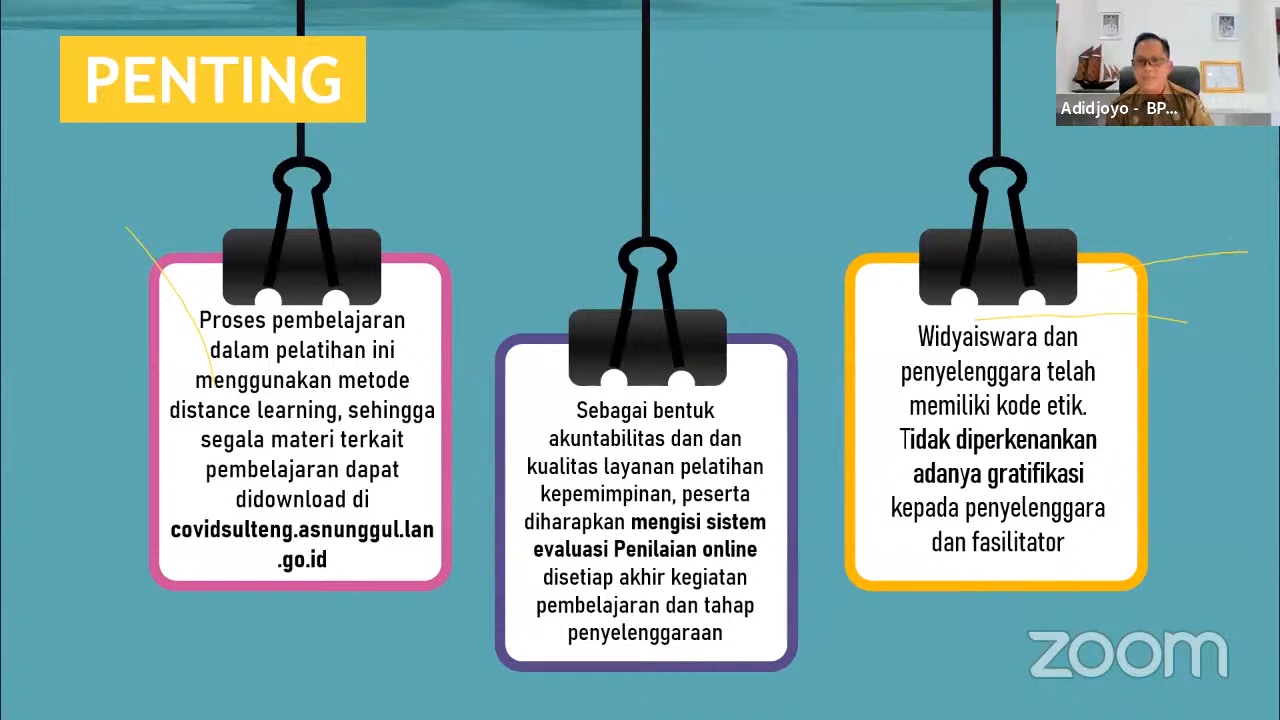 PENTING
Adidjoyo - BP...
Proses pembelajaran
dalam pelatihan ini
menggunakan metode
distance learning, sehingga
segala materi terkait
pembelajaran dapat
didownload di
covidsulteng.asnunggul.lan
.go.id
Sebagai bentuk
akuntabilitas dan dan
kualitas layanan pelatihan
kepemimpinan, peserta
diharapkan mengisi sistem
evaluasi Penilaian online
disetiap akhir kegiatan
pembelajaran dan tahap
penyelenggaraan
Widyaiswara dan
penyelenggara telah
memiliki kode etik.
Tidak diperkenankan
adanya gratifikasi
kepada penyelenggara
dan fasilitator
zoom